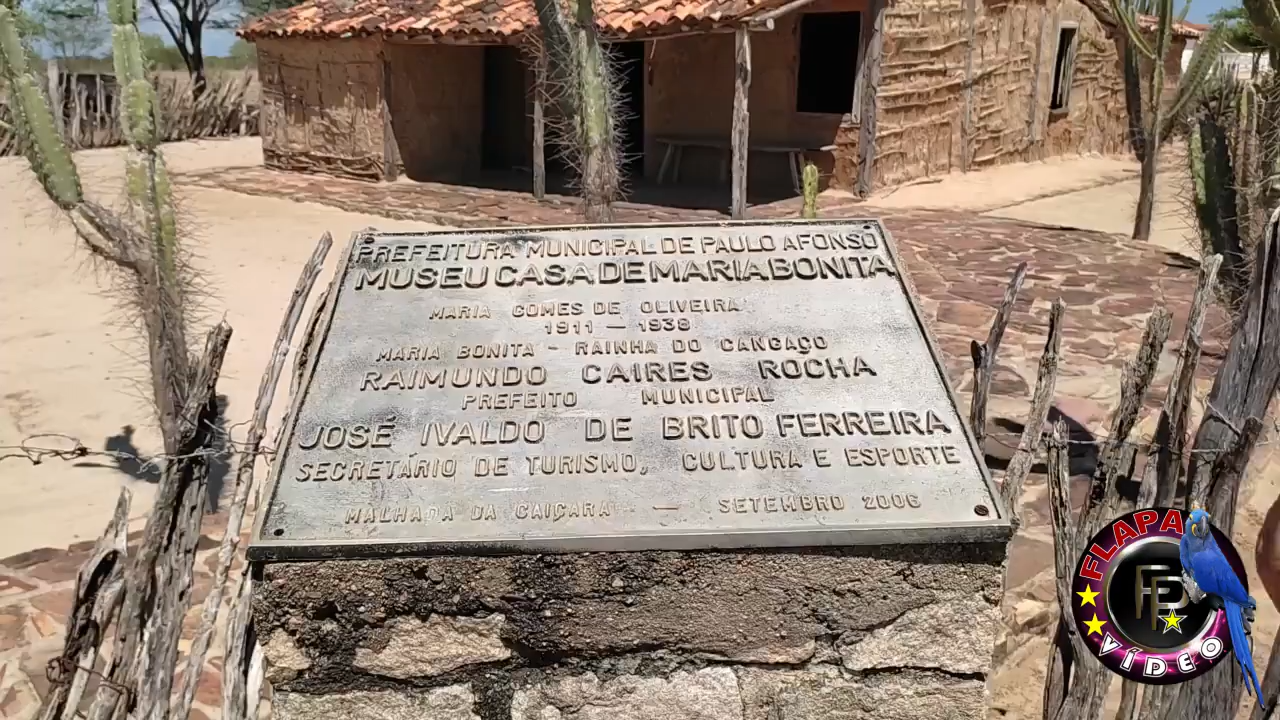 PREFEITURA MUNICIPAL DE PAULO AFONSO
MUSEU CASA DE MARIA BONITA
MARIA GOMES DE OLIVEIRA
1911 — 1938
MARIA BONITA - RAINHA DO CANGAÇO
RAIMUNDO CAIRES ROCHA
PREFEITO MUNICIPAL
JOSÉ IVALDO DE BRITO FERREIRA
SECRETÁRIO DE TURISMO, CULTURA E ESPORTE
MALHADA DA CAIÇARA — SETEMBRO 2006
FLAPA
FP
VÍDEO